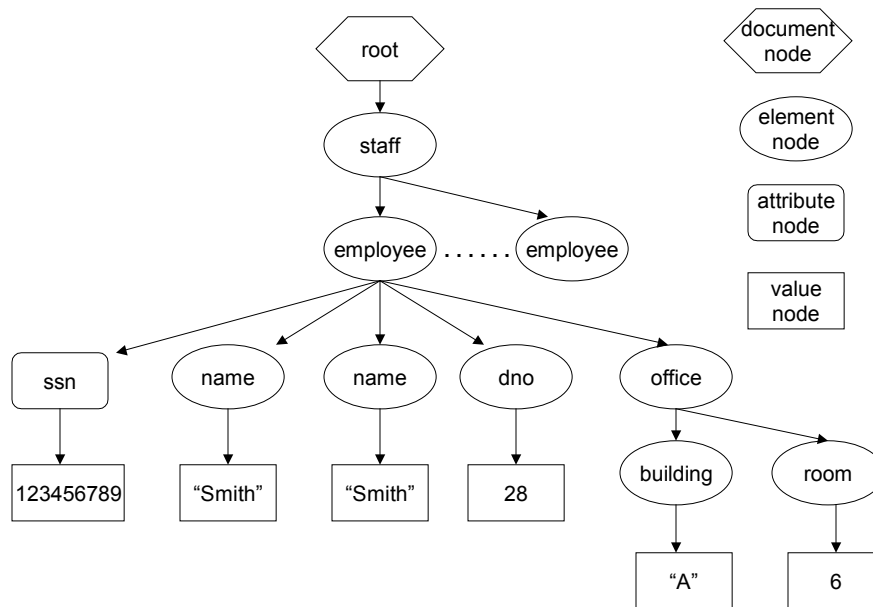 root
staff
employee
. . . . . .
employee
ssn
name
name
dno
office
123456789
“Smith”
“Smith”
28
building
room
“A”
6
document
node
element
node
attribute
node
value
node